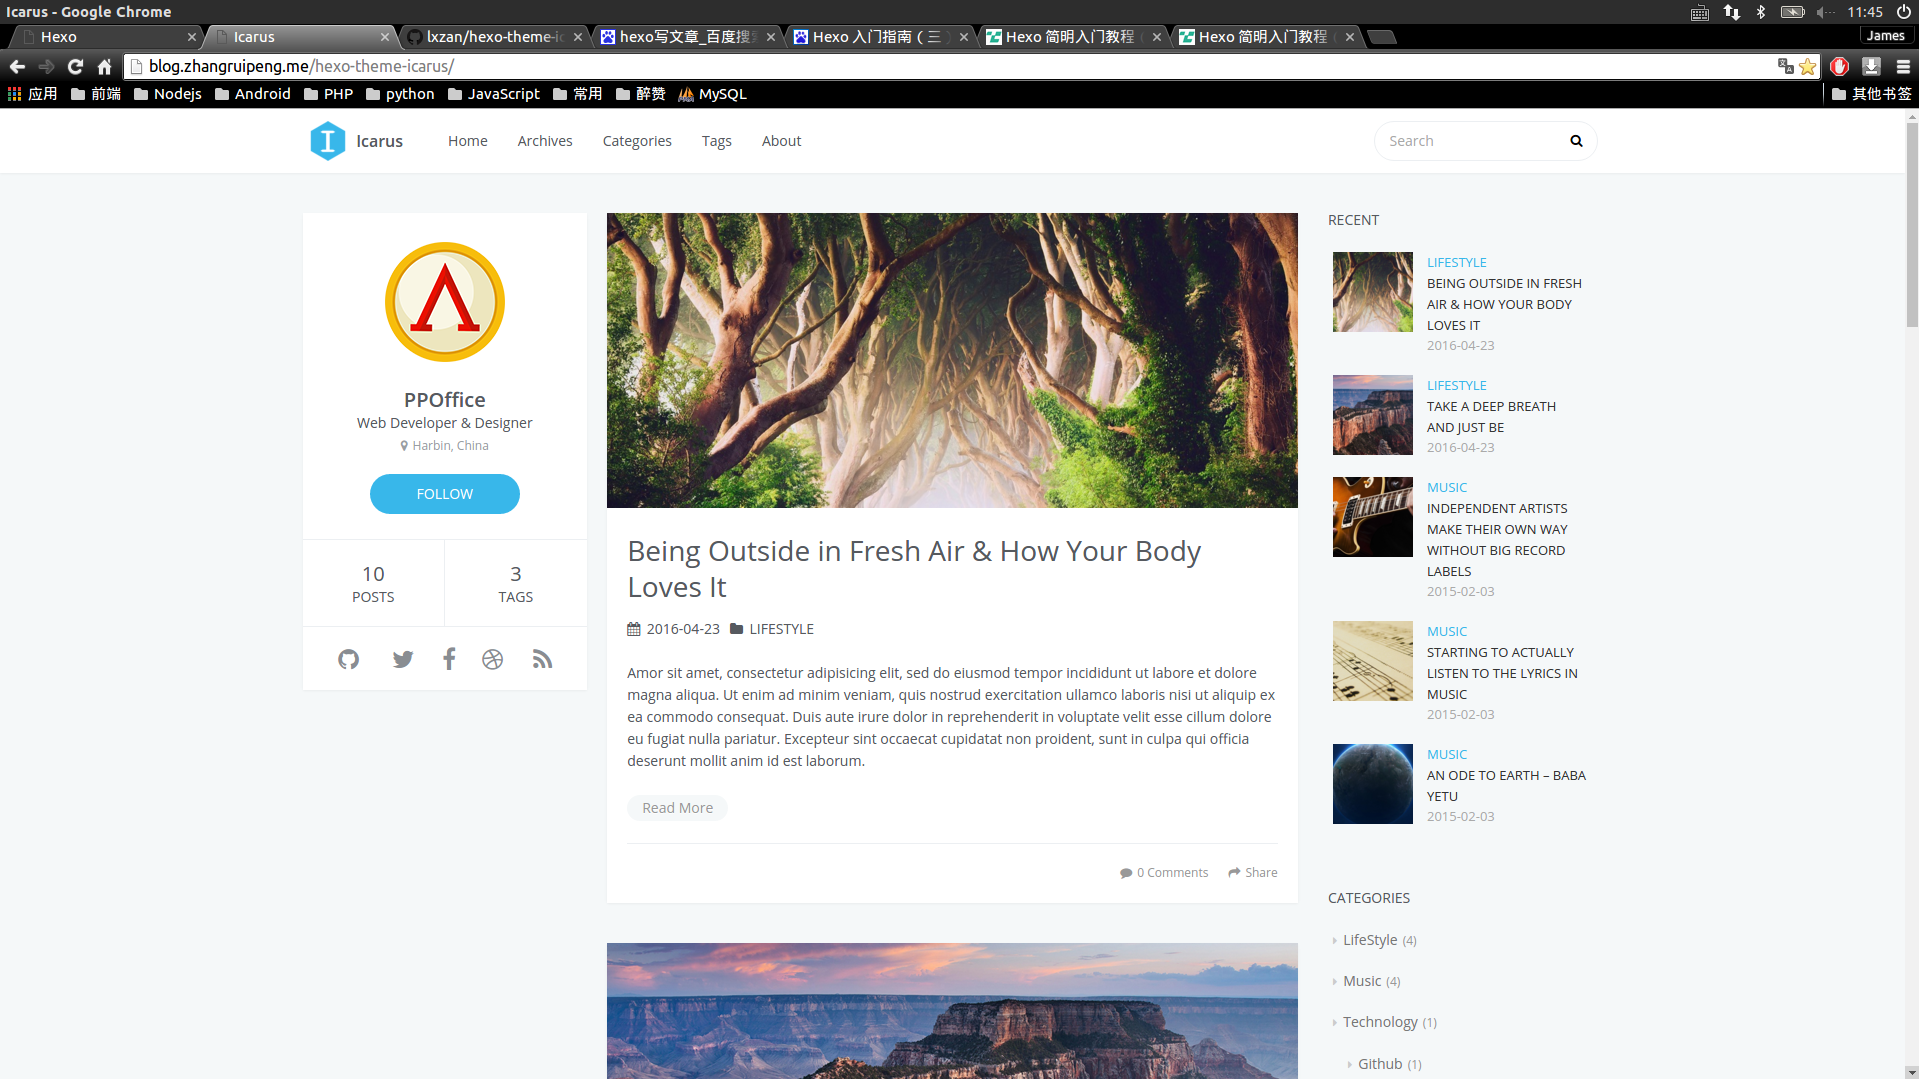 Icarus - Google Chrome
11:45
Hexo
Icarus
lxzan/hexo-theme-ic
hexo写文章_百度搜索
Hexo 入门指南（三）
Hexo 简明入门教程
Hexo 简明入门教程
James
blog.zhangruipeng.me/hexo-theme-icarus/
应用
前端
Nodejs
Android
PHP
python
JavaScript
常用
醉赞
MySQL
其他书签
Icarus
Home
Archives
Categories
Tags
About
Search
PPOffice
Web Developer & Designer
Harbin, China
FOLLOW
10
POSTS
3
TAGS
Being Outside in Fresh Air & How Your Body
Loves It
2016-04-23 LIFESTYLE
Amor sit amet, consectetur adipisicing elit, sed do eiusmod tempor incididunt ut labore et dolore
magna aliqua. Ut enim ad minim veniam, quis nostrud exercitation ullamco laboris nisi ut aliquip ex
ea commodo consequat. Duis aute irure dolor in reprehenderit in voluptate velit esse cillum dolore
eu fugiat nulla pariatur. Excepteur sint occaecat cupidatat non proident, sunt in culpa qui officia
deserunt mollit anim id est laborum.
Read More
0 Comments
Share
RECENT
LIFESTYLE
BEING OUTSIDE IN FRESH
AIR & HOW YOUR BODY
LOVES IT
2016-04-23
LIFESTYLE
TAKE A DEEP BREATH
AND JUST BE
2016-04-23
MUSIC
INDEPENDENT ARTISTS
MAKE THEIR OWN WAY
WITHOUT BIG RECORD
LABELS
2015-02-03
MUSIC
STARTING TO ACTUALLY
LISTEN TO THE LYRICS IN
MUSIC
2015-02-03
MUSIC
AN ODE TO EARTH – BABA
YETU
2015-02-03
CATEGORIES
LifeStyle (4)
Music (4)
Technology (1)
Github (1)